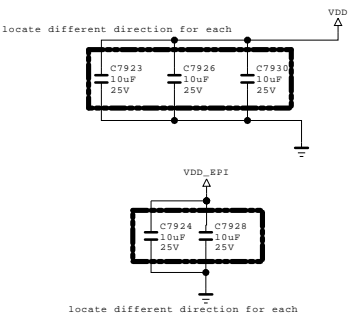 VDD
locate different direction for each
C7923 C7926 C7930
10uF 10uF 10uF
25V 25V 25V
VDD_EPI
C7924 C7928
10uF 10uF
25V 25V
locate different direction for each